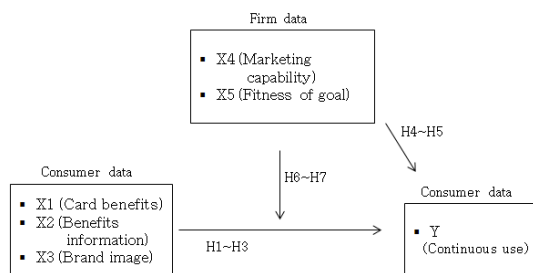 Firm data
▪ X4 (Marketing
capability)
▪ X5 (Fitness of goal)
H4~H5
H6~H7
Consumer data
▪ X1 (Card benefits)
▪ X2 (Benefits
information)
▪ X3 (Brand image)
H1~H3
Consumer data
▪ Y
(Continuous use)